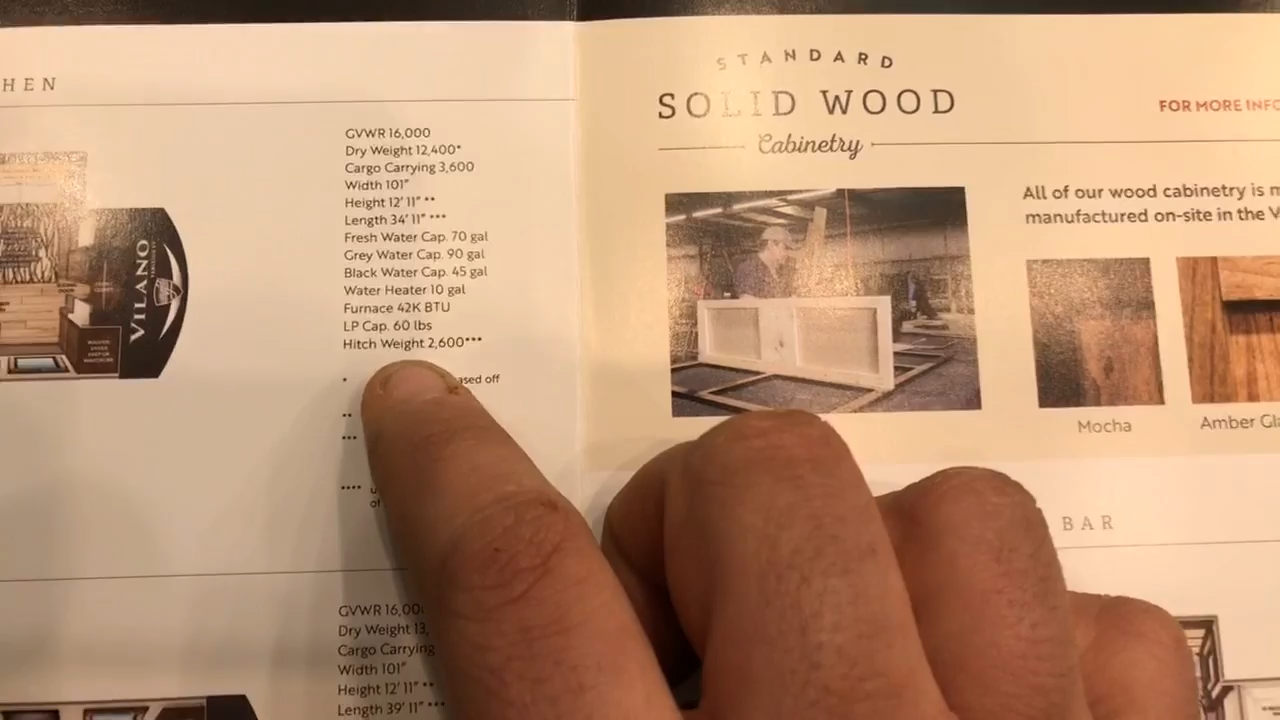 HEN
GVWR 16,000
Dry Weight 12,400*
Cargo Carrying 3,600
Width 101"
Height 12' 11" **
Length 34' 11" ***
Fresh Water Cap. 70 gal
Grey Water Cap. 90 gal
Black Water Cap. 45 gal
Water Heater 10 gal
Furnace 42K BTU
LP Cap. 60 lbs
Hitch Weight 2,600***
*
ased off
**
***
****
VILANO
GVWR 16,00
Dry Weight 13,
Cargo Carrying
Width 101"
Height 12' 11" **
Length 39' 11" ***
STANDARD
SOLID WOOD
Cabinetry
FOR MORE INFO
All of our wood cabinetry is m
manufactured on-site in the V
Mocha
Amber Gla
BAR